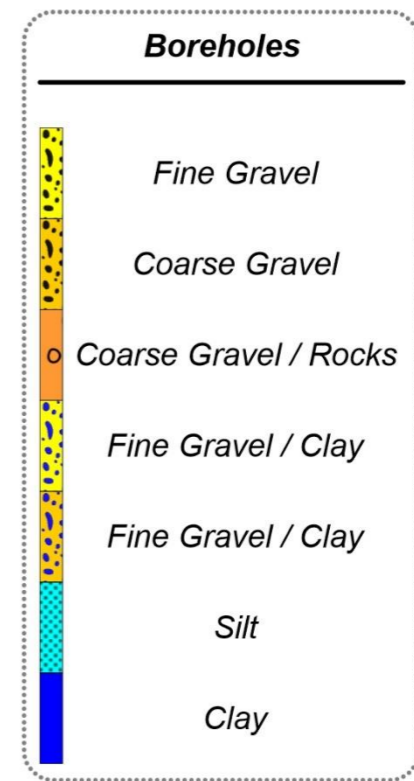 Boreholes
Fine Gravel
Coarse Gravel
Coarse Gravel / Rocks
Fine Gravel / Clay
Fine Gravel / Clay
Silt
Clay